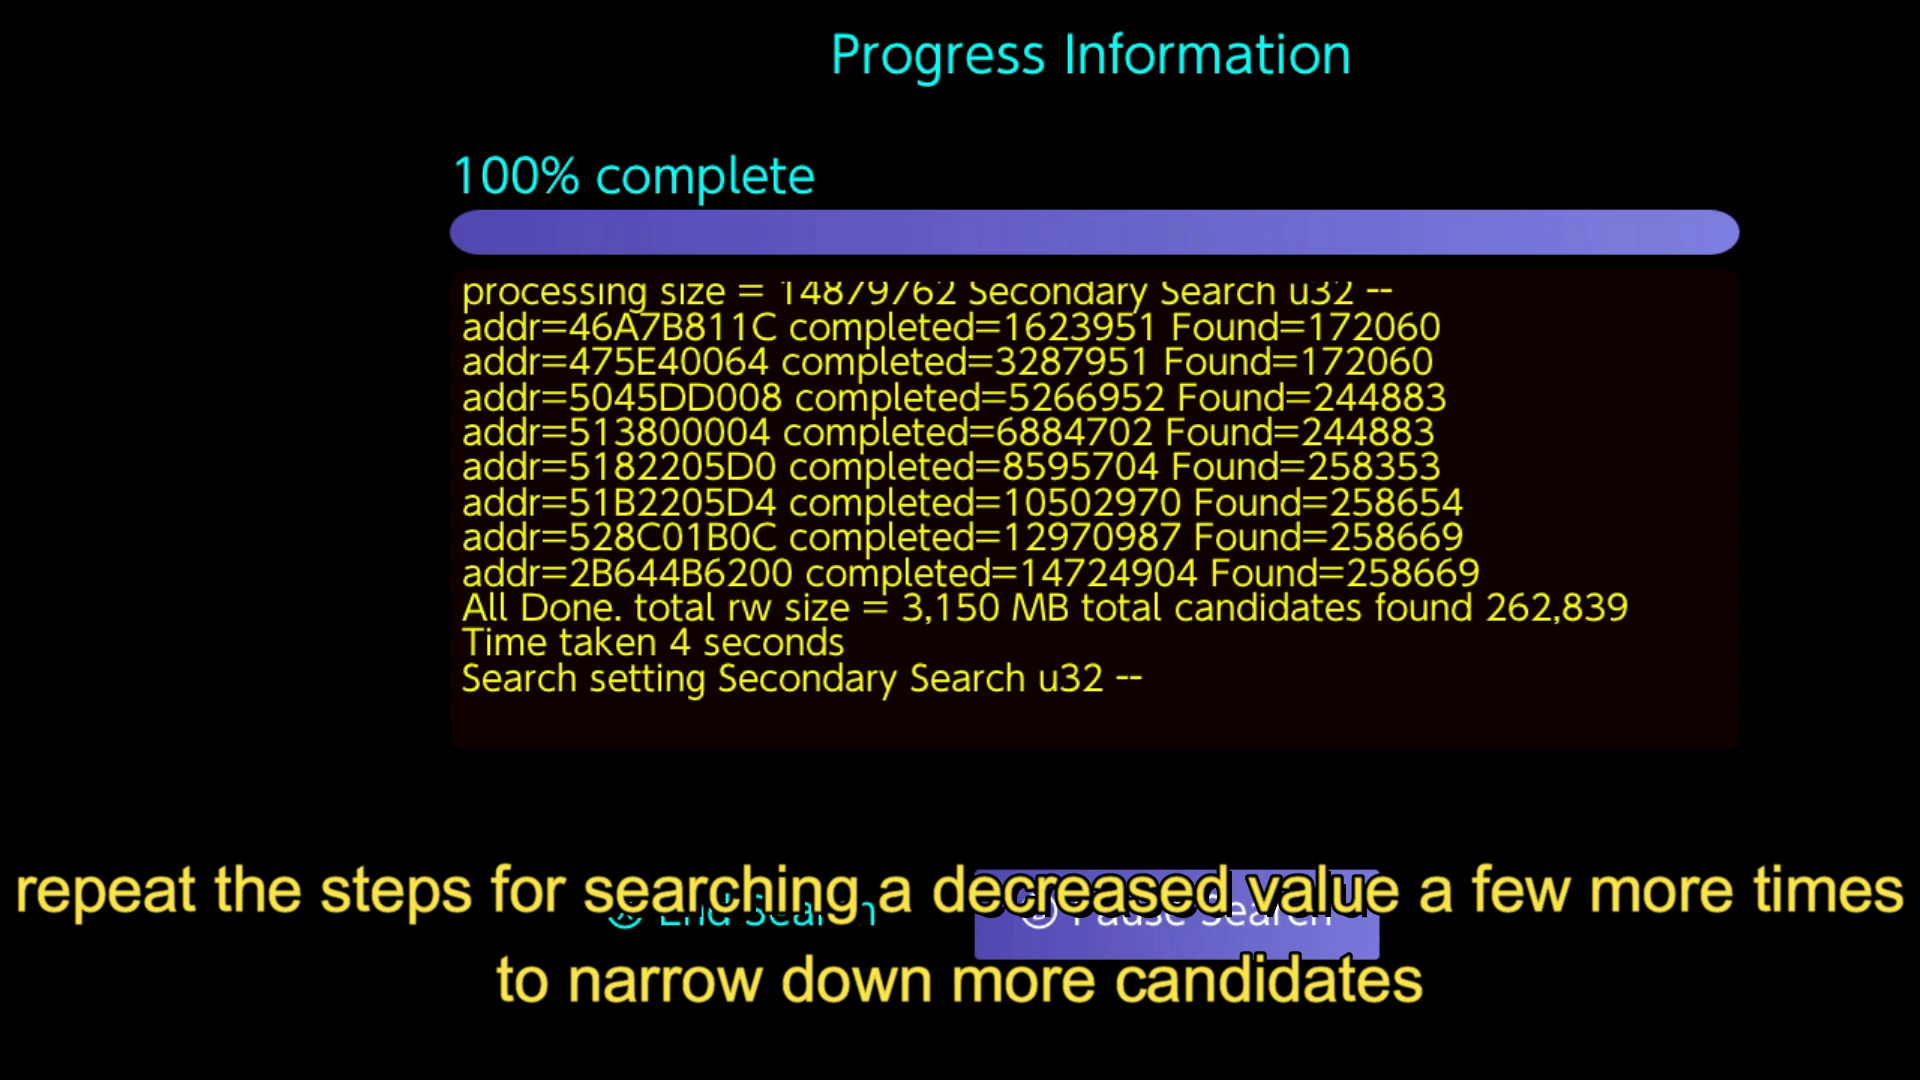 Progress Information
100% complete
processing size = 14879762 Secondary Search u32 --
addr=46A7B811C completed=1623951 Found=172060
addr=475E40064 completed=3287951 Found=172060
addr=5045DD008 completed=5266952 Found=244883
addr=513800004 completed=6884702 Found=244883
addr=5182205D0 completed=8595704 Found=258353
addr=51B2205D4 completed=10502970 Found=258654
addr=528C01B0C completed=12970987 Found=258669
addr=2B644B6200 completed=14724904 Found=258669
All Done. total rw size = 3,150 MB total candidates found 262,839
Time taken 4 seconds
Search setting Secondary Search u32 --
End Search Pause Search
repeat the steps for searching a decreased value a few more times
to narrow down more candidates